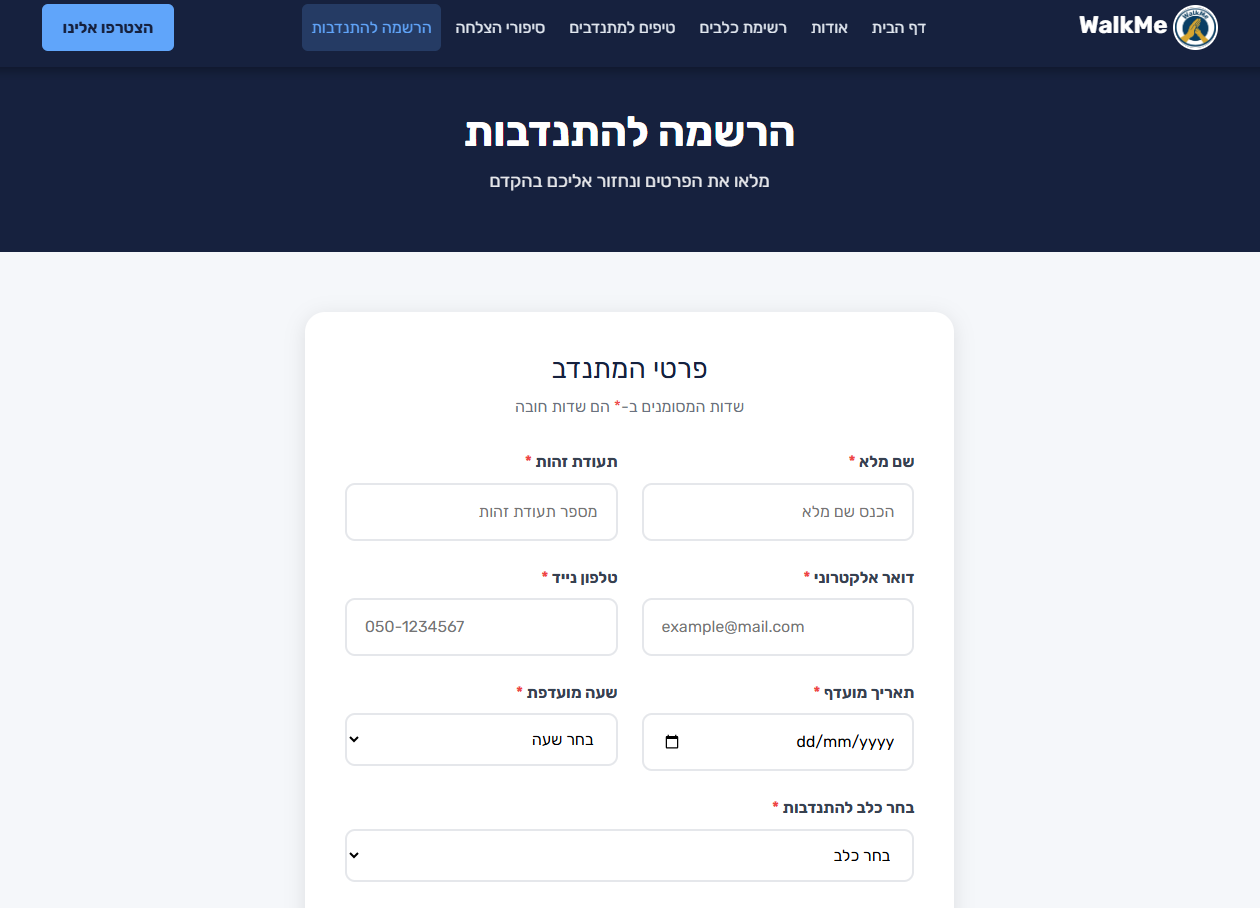 WalkMe
דף הבית
אודות
רשימת כלבים
טיפים למתנדבים
סיפורי הצלחה
הרשמה להתנדבות
הצטרפו אלינו
הרשמה להתנדבות
מלאו את הפרטים ונחזור אליכם בהקדם
פרטי המתנדב
שדות המסומנים ב-* הם שדות חובה
שם מלא *
הכנס שם מלא
תעודת זהות *
מספר תעודת זהות
דואר אלקטרוני *
example@mail.com
טלפון נייד *
050-1234567
תאריך מועדף *
dd/mm/yyyy
שעה מועדפת *
בחר שעה
בחר כלב להתנדבות *
בחר כלב